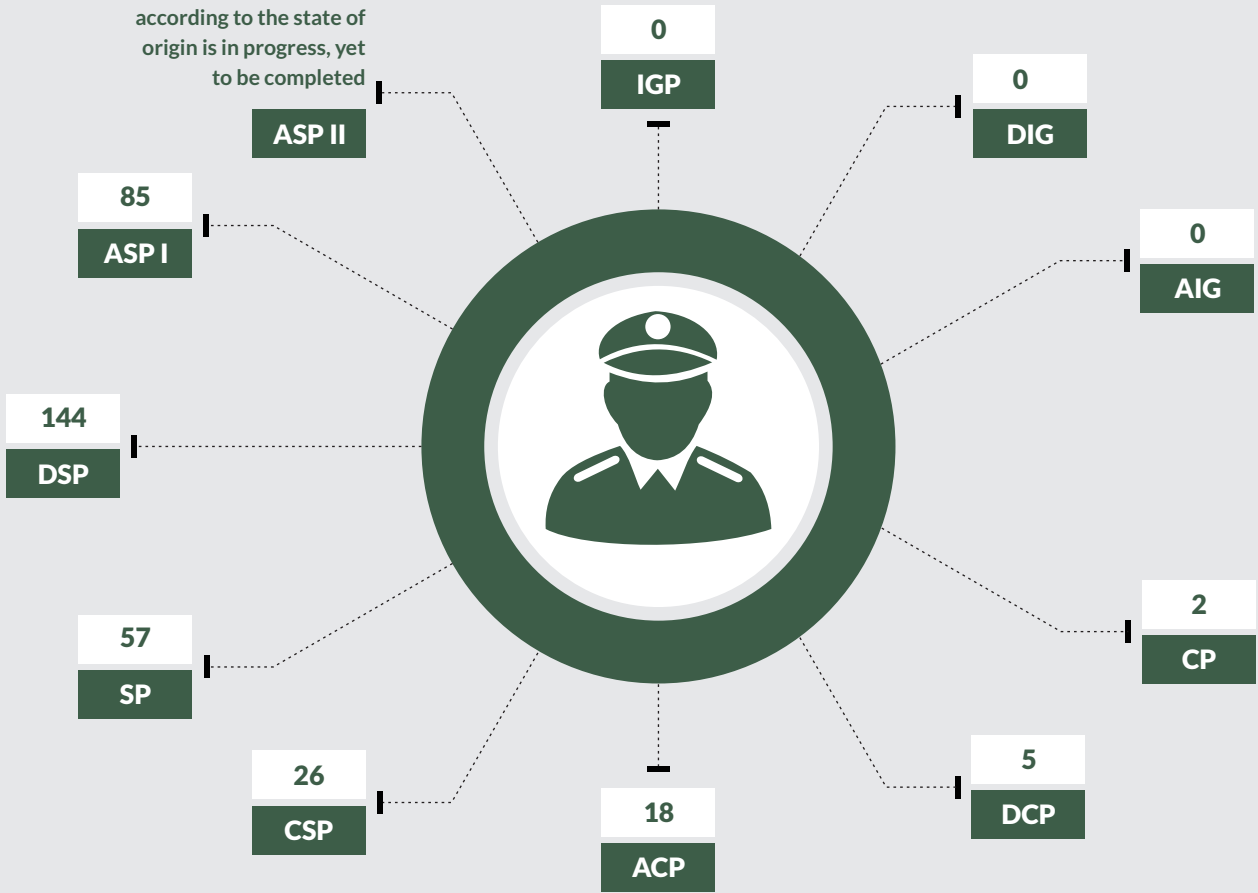 according to the state of
origin is in progress, yet
to be completed
ASP II
0
IGP
0
DIG
0
AIG
2
CP
5
DCP
18
ACP
26
CSP
57
SP
144
DSP
85
ASP I